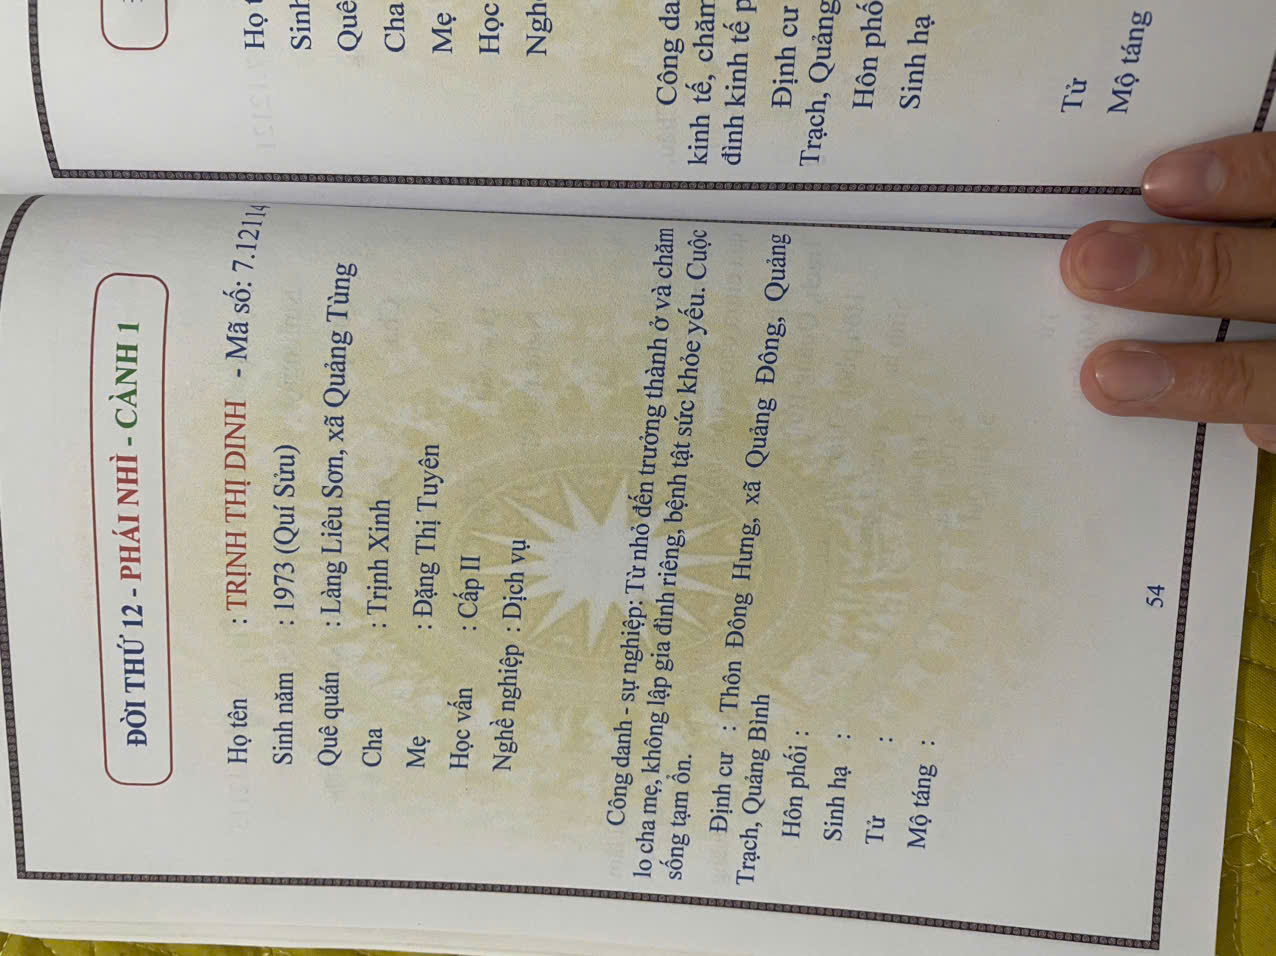 ĐỜI THỨ 12 - PHÁI NHÌ - CÀNH 1
Họ tên : TRỊNH THỊ DINH - Mã số: 7.12114
Sinh năm : 1973 (Quí Sửu)
Quê quán : Làng Liêu Sơn, xã Quảng Tùng
Cha : Trịnh Xinh
Mẹ : Đặng Thị Tuyên
Học vấn : Cấp II
Nghề nghiệp : Dịch vụ
Công danh - sự nghiệp: Từ nhỏ đến trưởng thành ở và chăm
lo cha mẹ, không lập gia đình riêng, bệnh tật sức khỏe yếu. Cuộc
sống tạm ổn.
Định cư : Thôn Đông Hưng, xã Quảng Đông, Quảng
Trạch, Quảng Bình
Hôn phối :
Sinh hạ :
Tử :
Mộ táng :
54
Họ
Sinh
Quê
Cha
Mẹ
Học
Công
kinh tế, chăm
đình kinh tế
Định cư
Trạch, Quảng
Hôn phố
Sinh hạ
Tử
Mộ táng